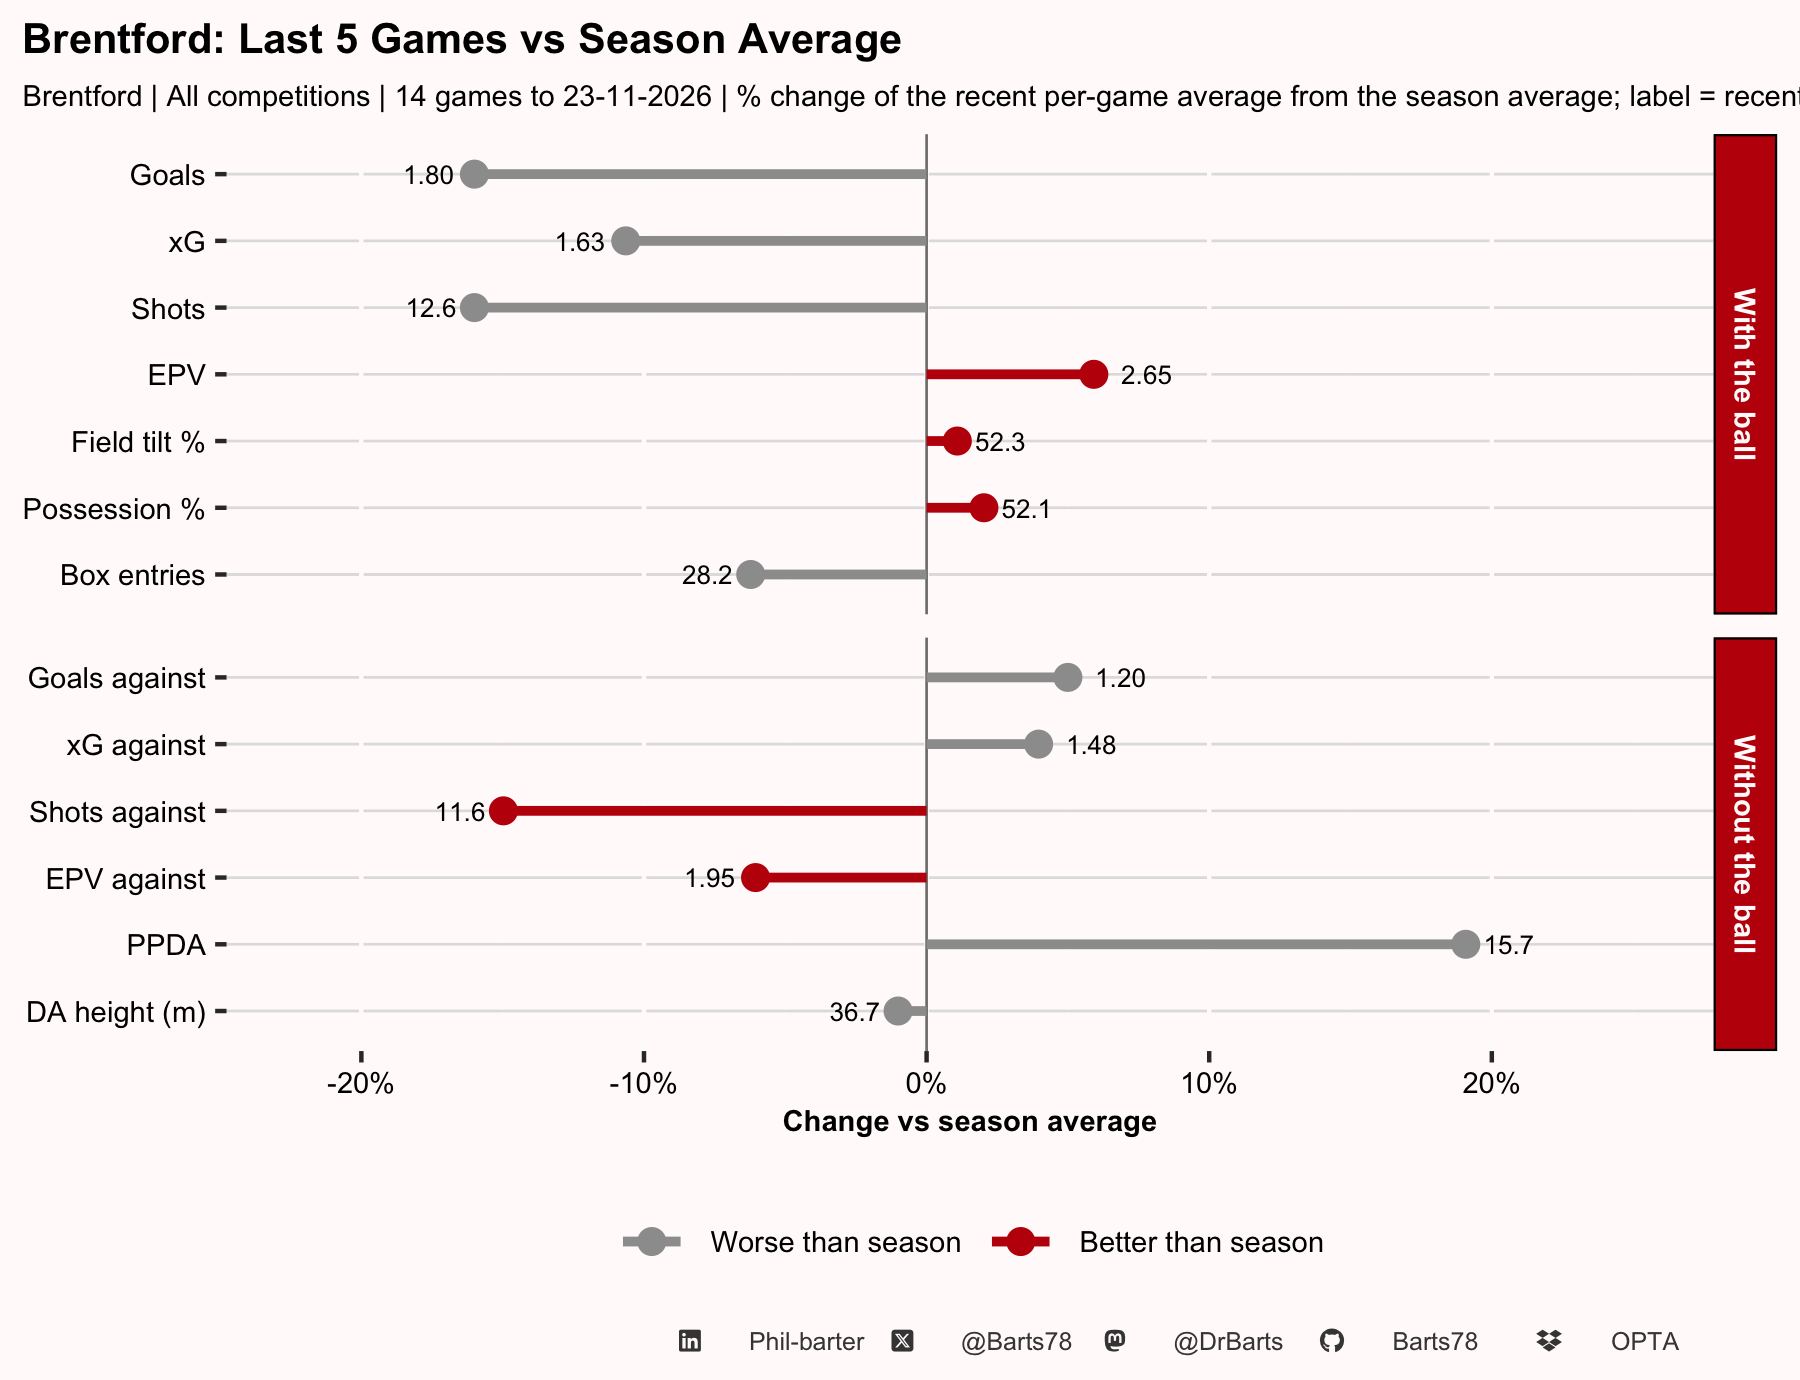 Brentford: Last 5 Games vs Season Average
Brentford | All competitions | 14 games to 23-11-2026 | % change of the recent per-game average from the season average; label = recent
Goals
1.80
xG
1.63
Shots
12.6
EPV
2.65
Field tilt %
52.3
Possession %
52.1
Box entries
28.2
With the ball
Goals against
1.20
xG against
1.48
Shots against
11.6
EPV against
1.95
PPDA
15.7
DA height (m)
36.7
Without the ball
-20% -10% 0% 10% 20%
Change vs season average
Worse than season Better than season
Phil-barter @Barts78 @DrBarts Barts78 OPTA